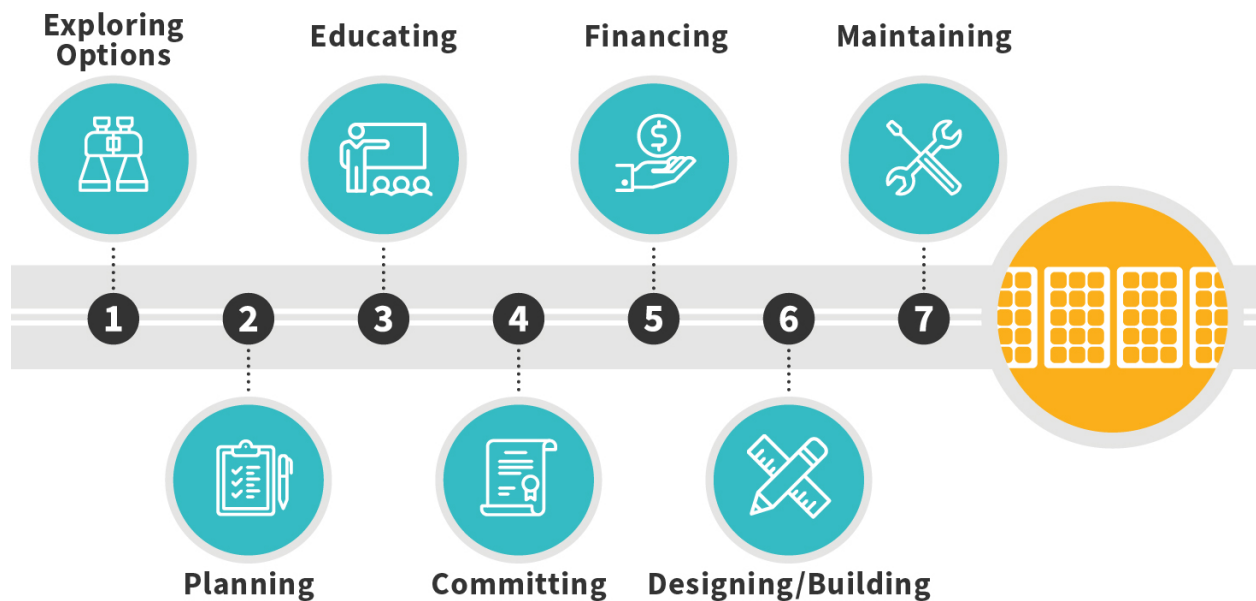 Exploring
Options
Educating
Financing
Maintaining
1
2
3
4
5
6
7
Planning
Committing
Designing/Building